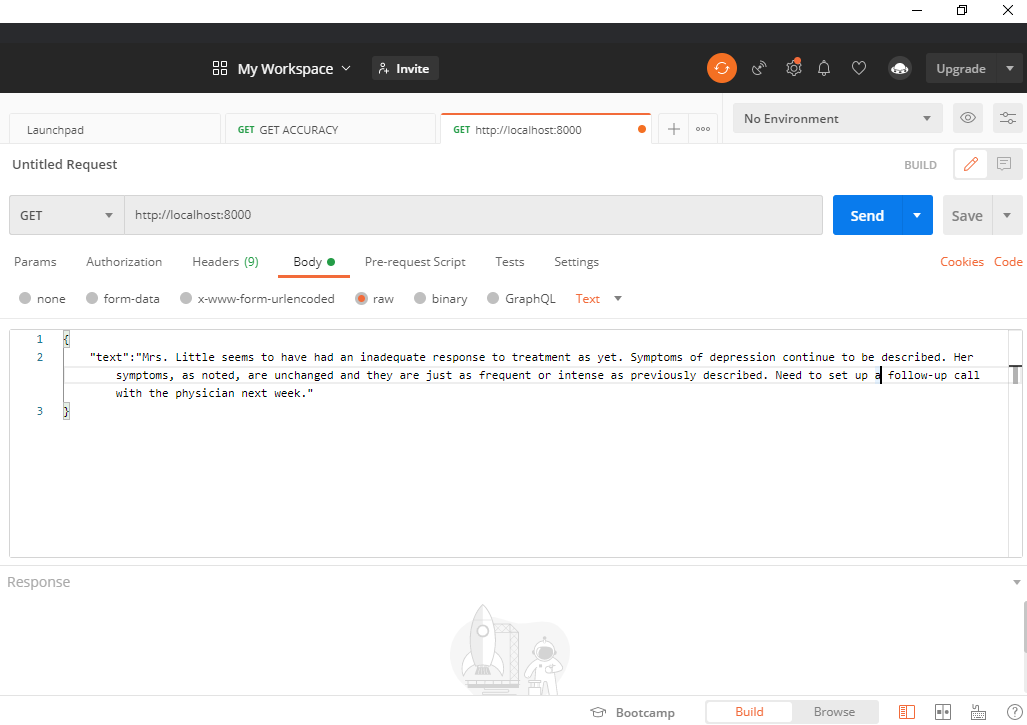 My Workspace Invite Upgrade
Launchpad GET GET ACCURACY GET http://localhost:8000 No Environment
Untitled Request BUILD
GET http://localhost:8000 Send Save
Params Authorization Headers (9) Body Pre-request Script Tests Settings Cookies Code
none form-data x-www-form-urlencoded raw binary GraphQL Text
1 {
2 "text":"Mrs. Little seems to have had an inadequate response to treatment as yet. Symptoms of depression continue to be described. Her
symptoms, as noted, are unchanged and they are just as frequent or intense as previously described. Need to set up a follow-up call
with the physician next week."
3 }
Response
Bootcamp Build Browse